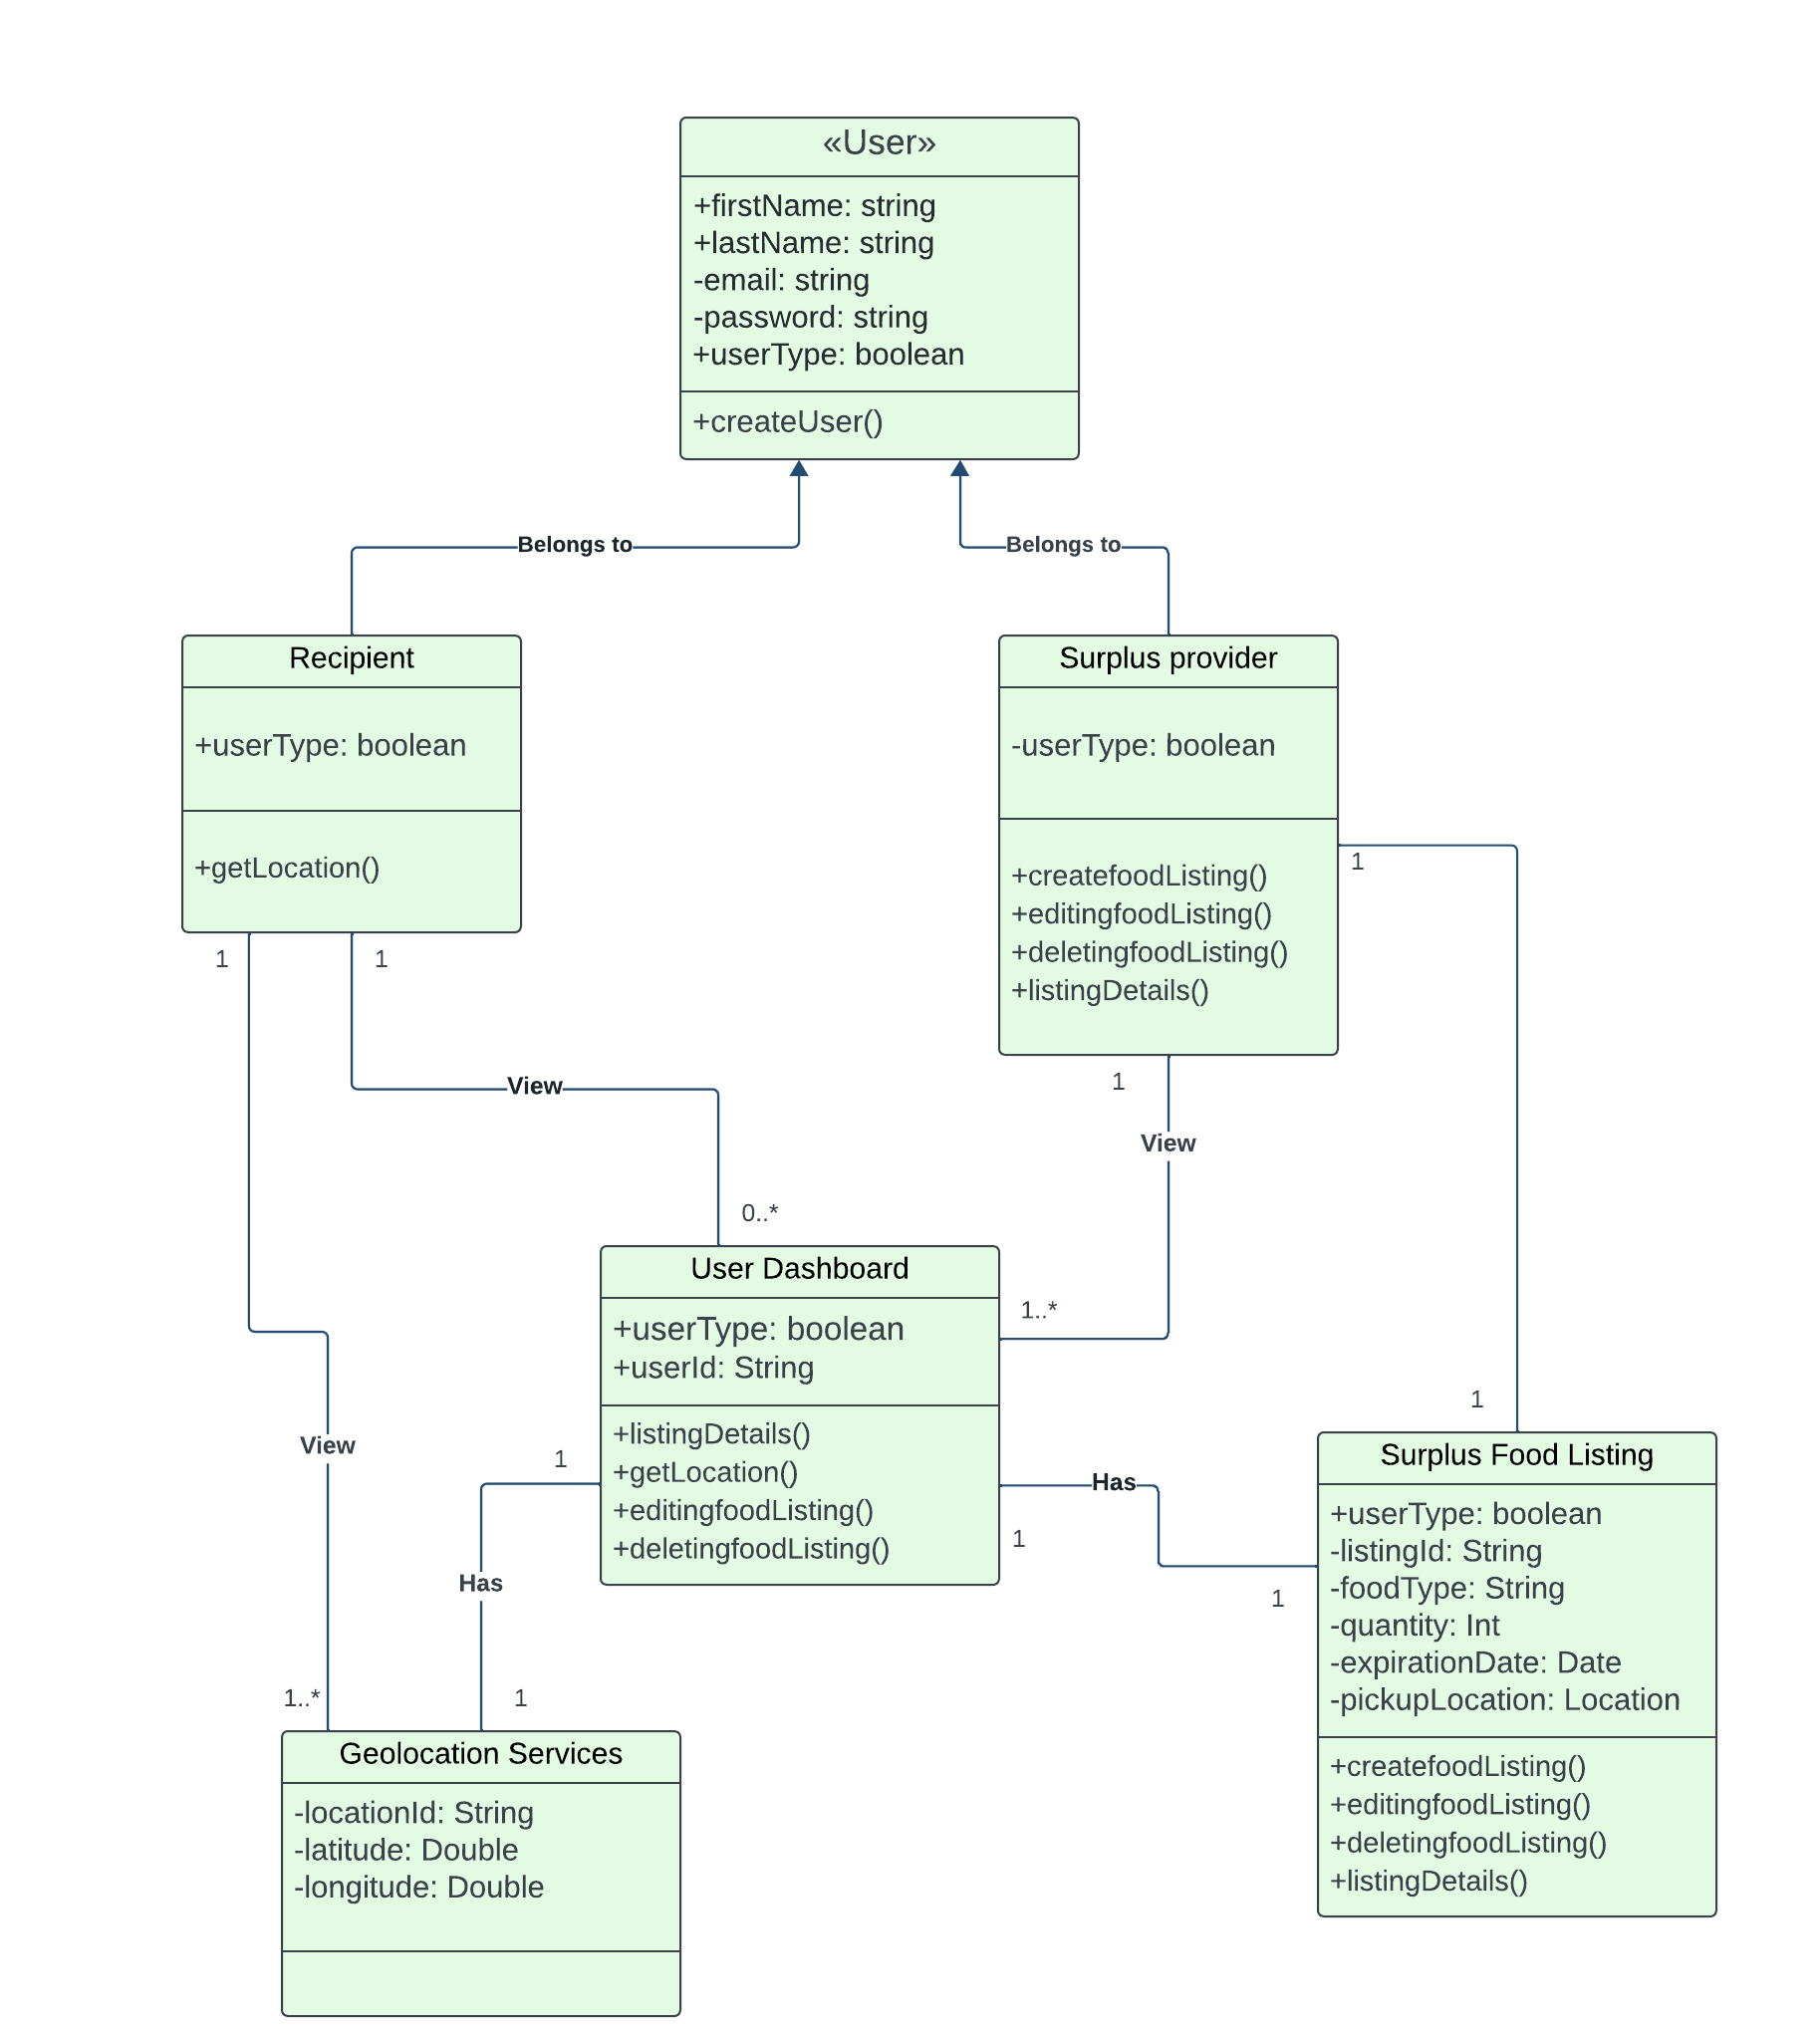 «User»
+firstName: string
+lastName: string
-email: string
-password: string
+userType: boolean
+createUser()
Belongs to
Belongs to
Recipient
+userType: boolean
+getLocation()
Surplus provider
-userType: boolean
+createfoodListing()
+editingfoodListing()
+deletingfoodListing()
+listingDetails()
1
1
1
View
1
View
0..*
1..*
1
User Dashboard
+userType: boolean
+userId: String
+listingDetails()
+getLocation()
+editingfoodListing()
+deletingfoodListing()
View
1
Has
1
1
Has
1..*
1
Surplus Food Listing
+userType: boolean
-listingId: String
-foodType: String
-quantity: Int
-expirationDate: Date
-pickupLocation: Location
+createfoodListing()
+editingfoodListing()
+deletingfoodListing()
+listingDetails()
1
Geolocation Services
-locationId: String
-latitude: Double
-longitude: Double